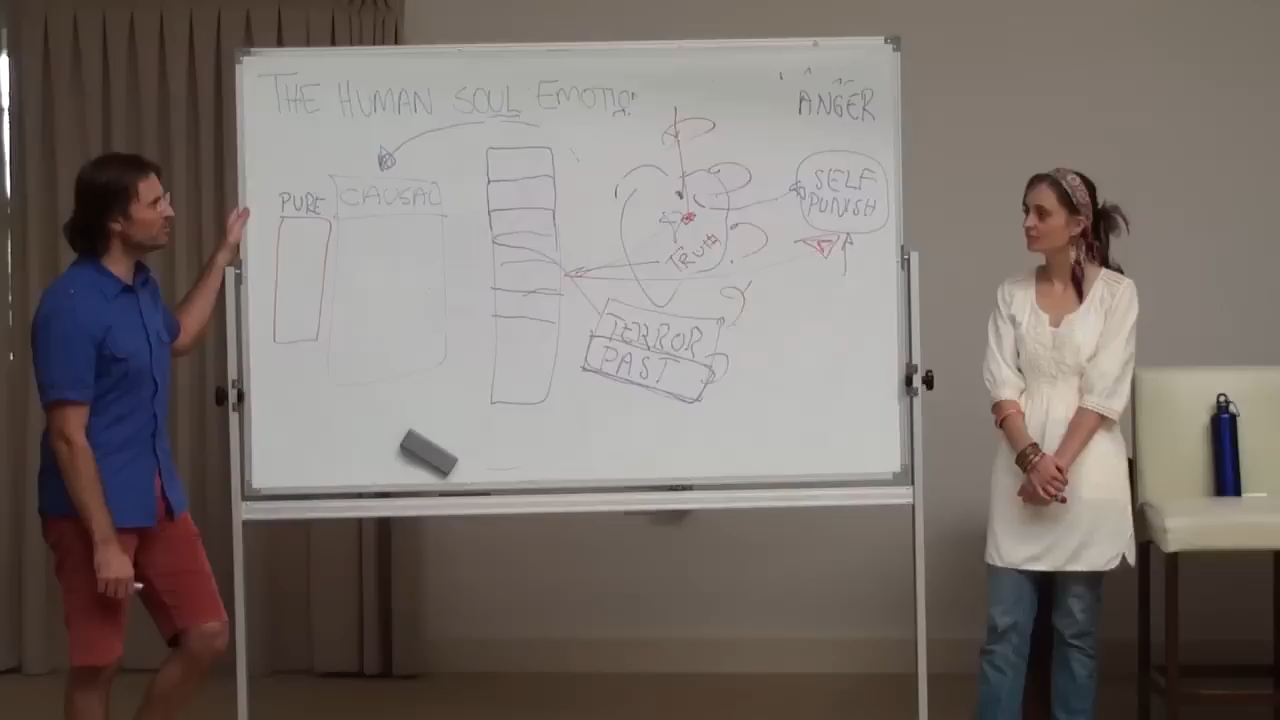 THE HUMAN SOUL EMOTIO
ANGER
PURE
CAUSAL
SELF
PUNISH
TRUTH
TERROR
PAST